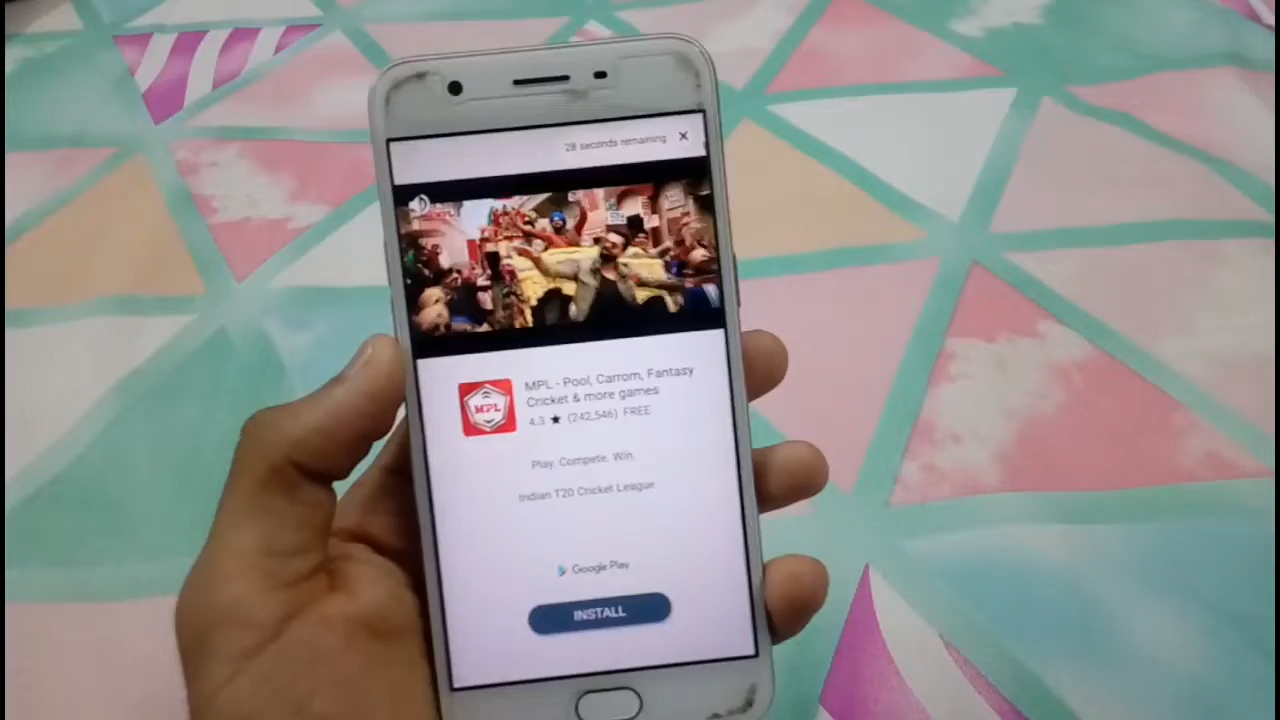 28 seconds remaining
MPL
MPL - Pool, Carrom, Fantasy
Cricket & more games
4.3 ★ (242,546) FREE
Play. Compete. Win.
Indian T20 Cricket League
Google Play
INSTALL